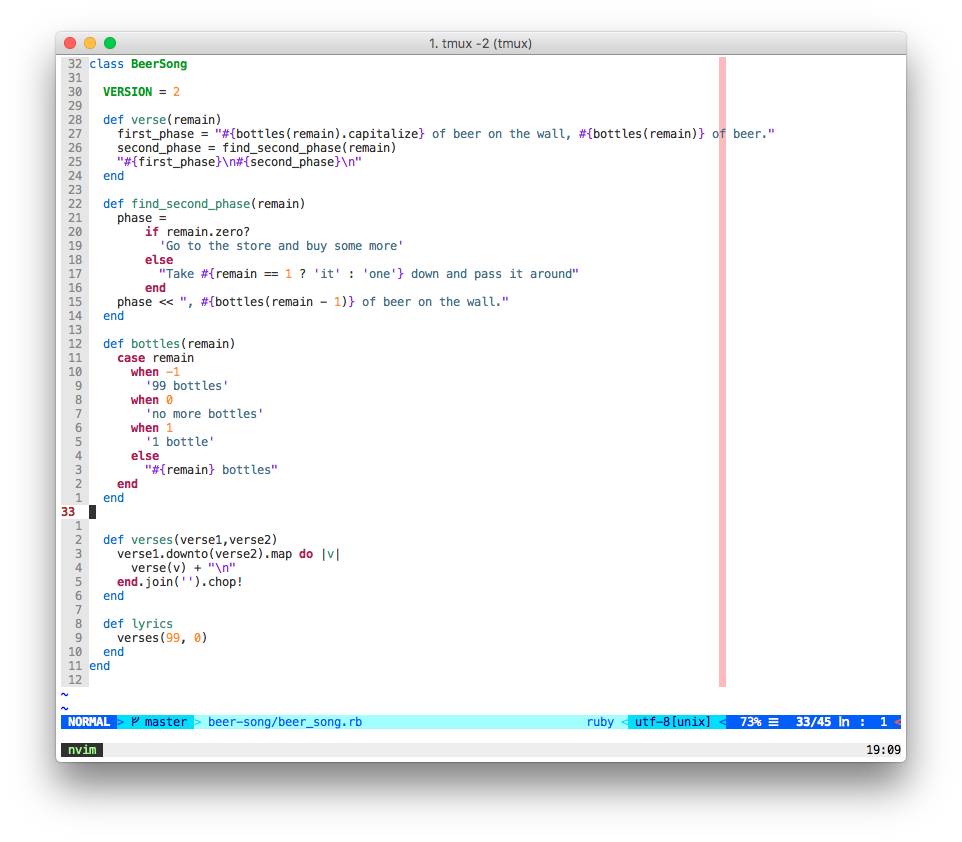 1. tmux -2 (tmux)
32 class BeerSong
31
30   VERSION = 2
29
28   def verse(remain)
27     first_phase = "#{bottles(remain).capitalize} of beer on the wall, #{bottles(remain)} of beer."
26     second_phase = find_second_phase(remain)
25     "#{first_phase}\n#{second_phase}\n"
24   end
23
22   def find_second_phase(remain)
21     phase =
20         if remain.zero?
19           'Go to the store and buy some more'
18         else
17           "Take #{remain == 1 ? 'it' : 'one'} down and pass it around"
16         end
15     phase << ", #{bottles(remain - 1)} of beer on the wall."
14   end
13
12   def bottles(remain)
11     case remain
10       when -1
9         '99 bottles'
8       when 0
7         'no more bottles'
6       when 1
5         '1 bottle'
4       else
3         "#{remain} bottles"
2     end
1   end
33
1
2   def verses(verse1,verse2)
3     verse1.downto(verse2).map do |v|
4       verse(v) + "\n"
5     end.join('').chop!
6   end
7
8   def lyrics
9     verses(99, 0)
10   end
11 end
12
~
~
NORMAL > master > beer-song/beer_song.rb ruby < utf-8[unix] < 73% ☰ 33/45 ln : 1 <
nvim 19:09